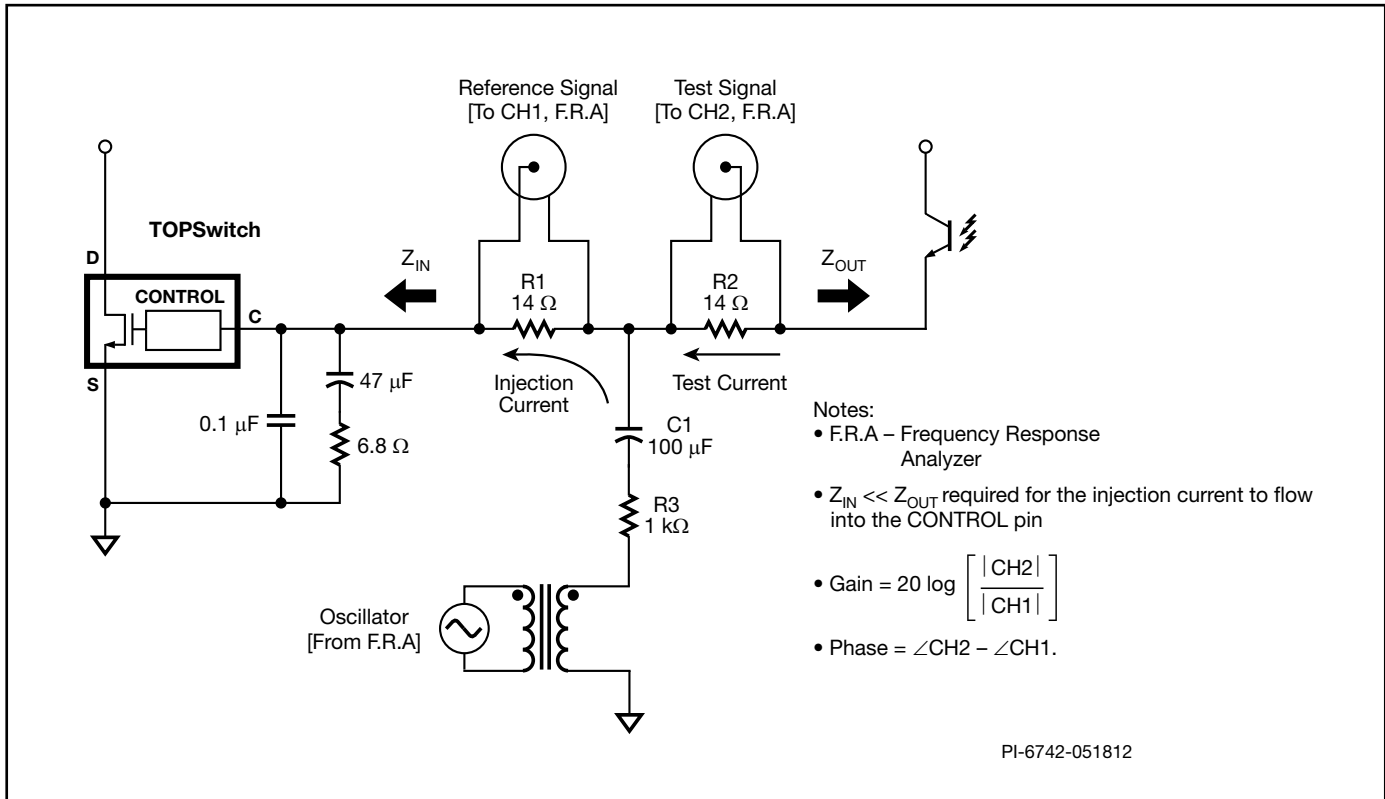 Reference Signal
[To CH1, F.R.A]
Test Signal
[To CH2, F.R.A]
TOPSwitch
D
CONTROL
C
S
Z_IN
R1
14 Ω
R2
14 Ω
Z_OUT
Injection
Current
Test Current
47 μF
0.1 μF
6.8 Ω
C1
100 μF
R3
1 kΩ
Oscillator
[From F.R.A]
Notes:
• F.R.A – Frequency Response
Analyzer
• Z_IN << Z_OUT required for the injection current to flow
into the CONTROL pin
• Gain = 20 log [ |CH2| / |CH1| ]
• Phase = ∠CH2 – ∠CH1.
PI-6742-051812